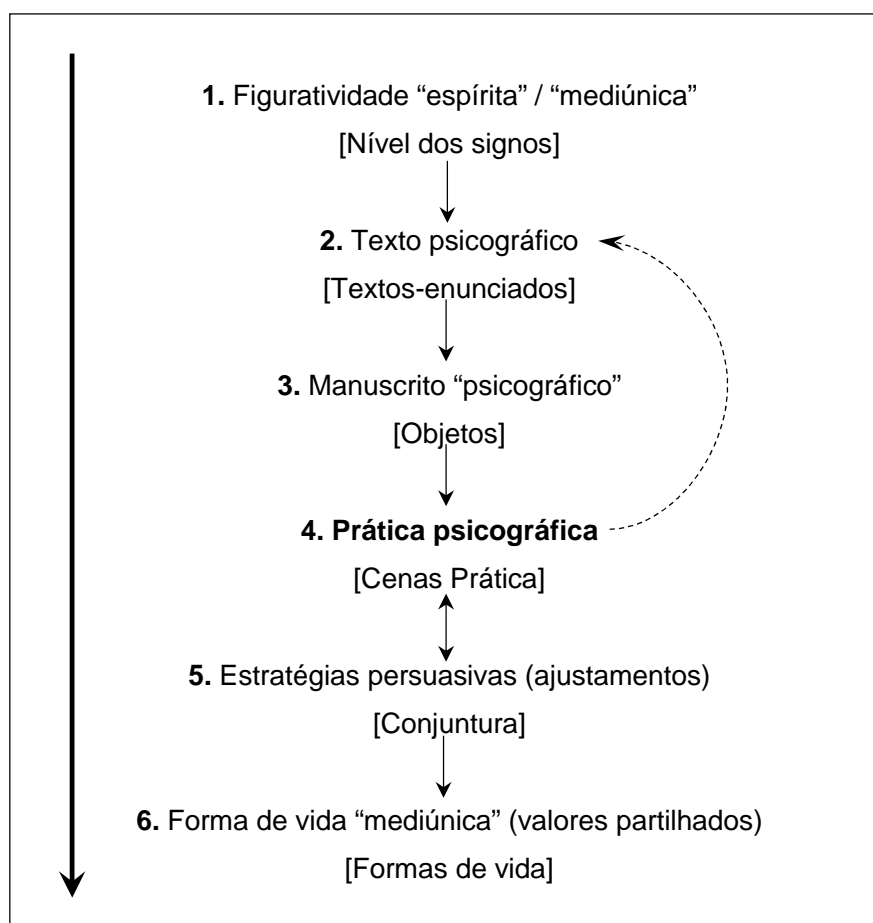 1. Figuratividade “espírita” / “mediúnica”
[Nível dos signos]
2. Texto psicográfico
[Textos-enunciados]
3. Manuscrito “psicográfico”
[Objetos]
4. Prática psicográfica
[Cenas Prática]
5. Estratégias persuasivas (ajustamentos)
[Conjuntura]
6. Forma de vida “mediúnica” (valores partilhados)
[Formas de vida]